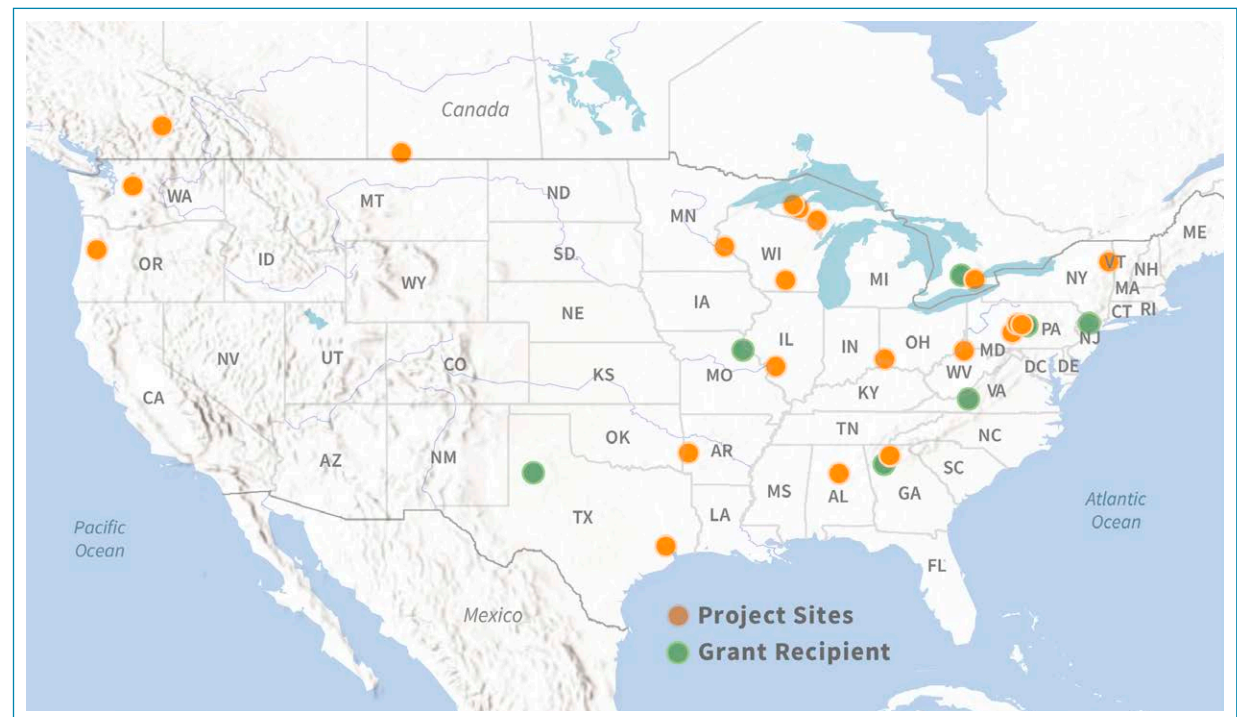 Canada
WA
MT
ND
MN
ME
OR
ID
SD
WI
MI
NY
VT
NH
MA
WY
CT
RI
IA
NE
PA
NV
UT
CO
IL
IN
OH
MD
NJ
CA
KS
MO
WV
DC
DE
KY
VA
AZ
NM
OK
AR
TN
NC
SC
MS
AL
GA
TX
LA
Pacific
Ocean
Atlantic
Ocean
FL
Mexico
Project Sites
Grant Recipient